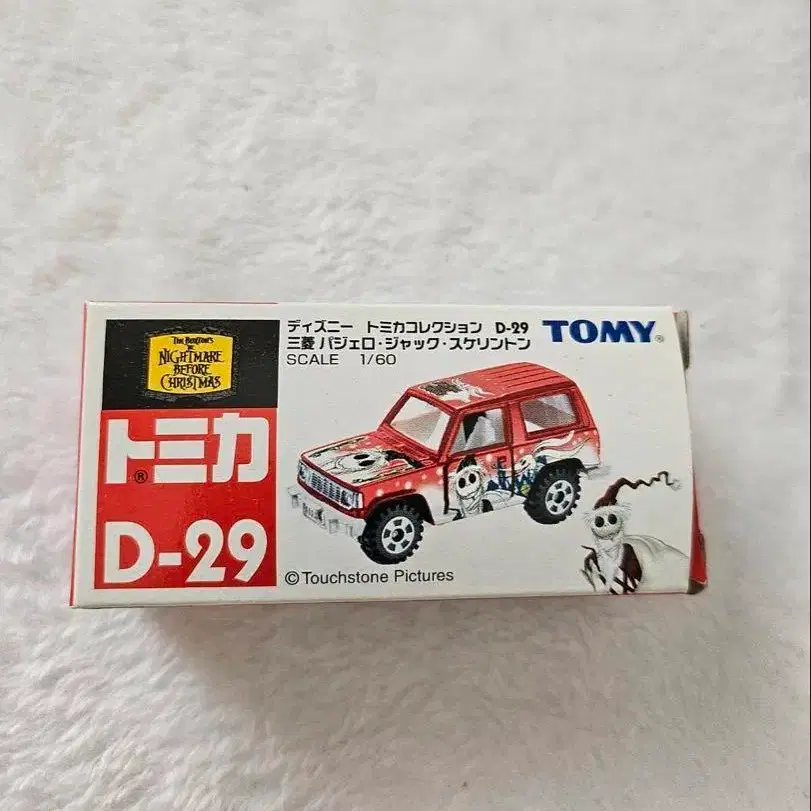 TIM BURTON'S
THE
NIGHTMARE
BEFORE
CHRISTMAS
ディズニー トミカコレクション D-29
三菱 パジェロ・ジャック・スケリントン
SCALE 1/60
TOMY®
トミカ®
D-29
©Touchstone Pictures